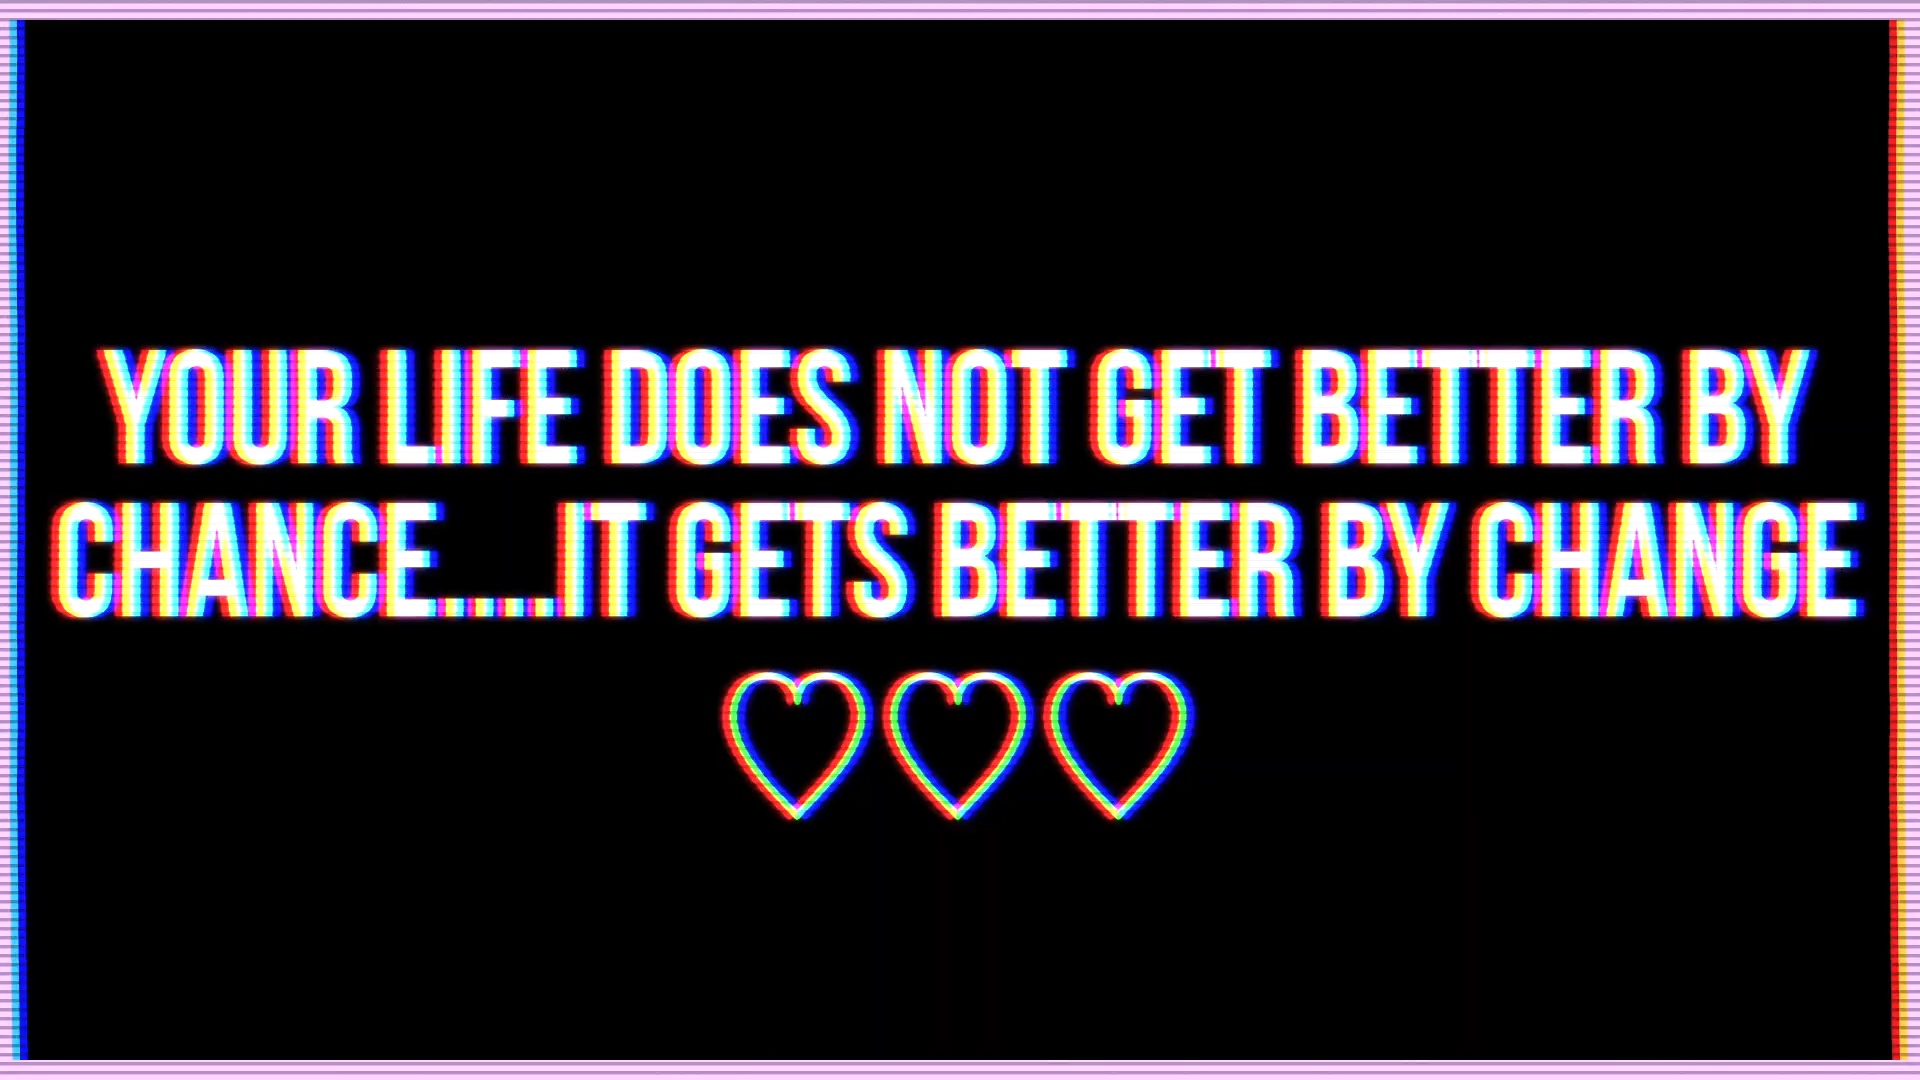 YOUR LIFE DOES NOT GET BETTER BY
CHANCE.....IT GETS BETTER BY CHANGE
♡♡♡